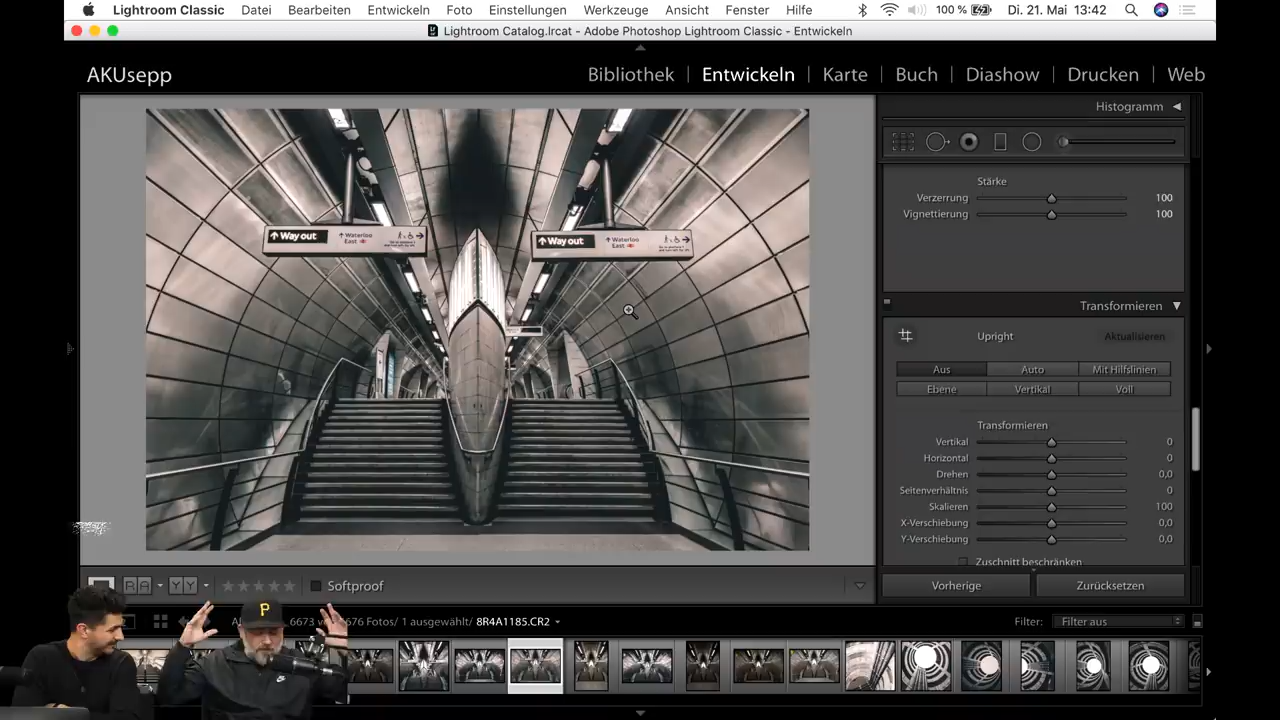 Lightroom Classic Datei Bearbeiten Entwickeln Foto Einstellungen Werkzeuge Ansicht Fenster Hilfe 100 % Di. 21. Mai 13:42
Lightroom Catalog.lrcat - Adobe Photoshop Lightroom Classic - Entwickeln
AKUsepp Bibliothek | Entwickeln | Karte | Buch | Diashow | Drucken | Web
Histogramm
Stärke
Verzerrung 100
Vignettierung 100
Way out Waterloo East
Way out Waterloo East
Transformieren
Upright Aktualisieren
Aus Auto Mit Hilfslinien
Ebene Vertikal Voll
Transformieren
Vertikal 0
Horizontal 0
Drehen 0,0
Seitenverhältnis 0
Skalieren 100
X-Verschiebung 0,0
Y-Verschiebung 0,0
Zuschnitt beschränken
R A Y Y Softproof Vorherige Zurücksetzen
P
6673 676 Fotos/ 1 ausgewählt/ 8R4A1185.CR2 Filter: Filter aus